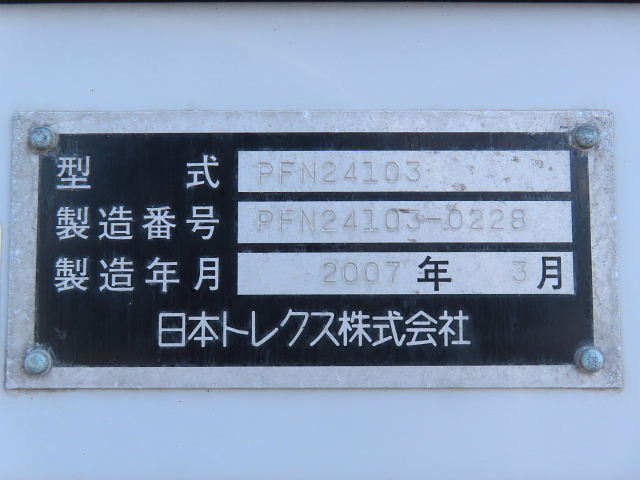 型式 PFN24103
製造番号 PFN24103-0228
製造年月 2007年 3月
日本トレクス株式会社